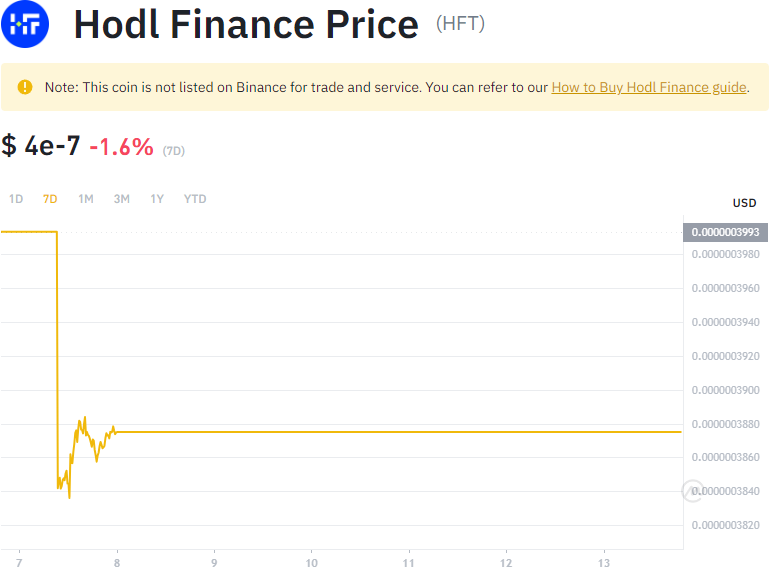 HF
Hodl Finance Price (HFT)
Note: This coin is not listed on Binance for trade and service. You can refer to our How to Buy Hodl Finance guide.
$ 4e-7 -1.6% (7D)
1D 7D 1M 3M 1Y YTD
USD
0.0000003993
0.0000003980
0.0000003960
0.0000003940
0.0000003920
0.0000003900
0.0000003880
0.0000003860
0.0000003840
0.0000003820
7 8 9 10 11 12 13